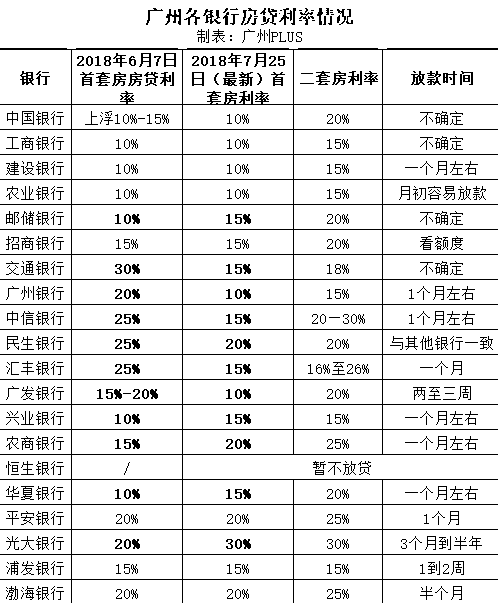 广州各银行房贷利率情况
制表：广州PLUS
银行 2018年6月7日首套房房贷利率 2018年7月25日（最新）首套房利率 二套房利率 放款时间
中国银行 上浮10%-15% 10% 20% 不确定
工商银行 10% 10% 15% 不确定
建设银行 10% 10% 15% 一个月左右
农业银行 10% 10% 15% 月初容易放款
邮储银行 10% 15% 20% 不确定
招商银行 15% 15% 20% 看额度
交通银行 30% 15% 18% 不确定
广州银行 20% 10% 15% 1个月左右
中信银行 25% 15% 20—30% 1个月左右
民生银行 25% 20% 20% 与其他银行一致
汇丰银行 25% 15% 16%至26% 一个月
广发银行 15%-20% 10% 20% 两至三周
兴业银行 10% 15% 15% 一个月左右
农商银行 15% 20% 25% 一个月左右
恒生银行 / 暂不放贷
华夏银行 10% 15% 20% 一个月左右
平安银行 20% 20% 25% 1个月
光大银行 20% 30% 30% 3个月到半年
浦发银行 15% 15% 15% 1到2周
渤海银行 20% 20% 25% 半个月